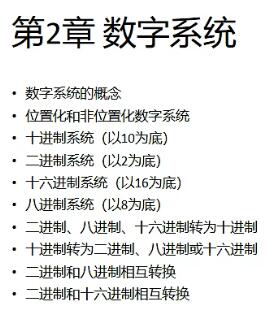 第2章 数字系统
• 数字系统的概念
• 位置化和非位置化数字系统
• 十进制系统（以10为底）
• 二进制系统（以2为底）
• 十六进制系统（以16为底）
• 八进制系统（以8为底）
• 二进制、八进制、十六进制转为十进制
• 十进制转为二进制、八进制或十六进制
• 二进制和八进制相互转换
• 二进制和十六进制相互转换